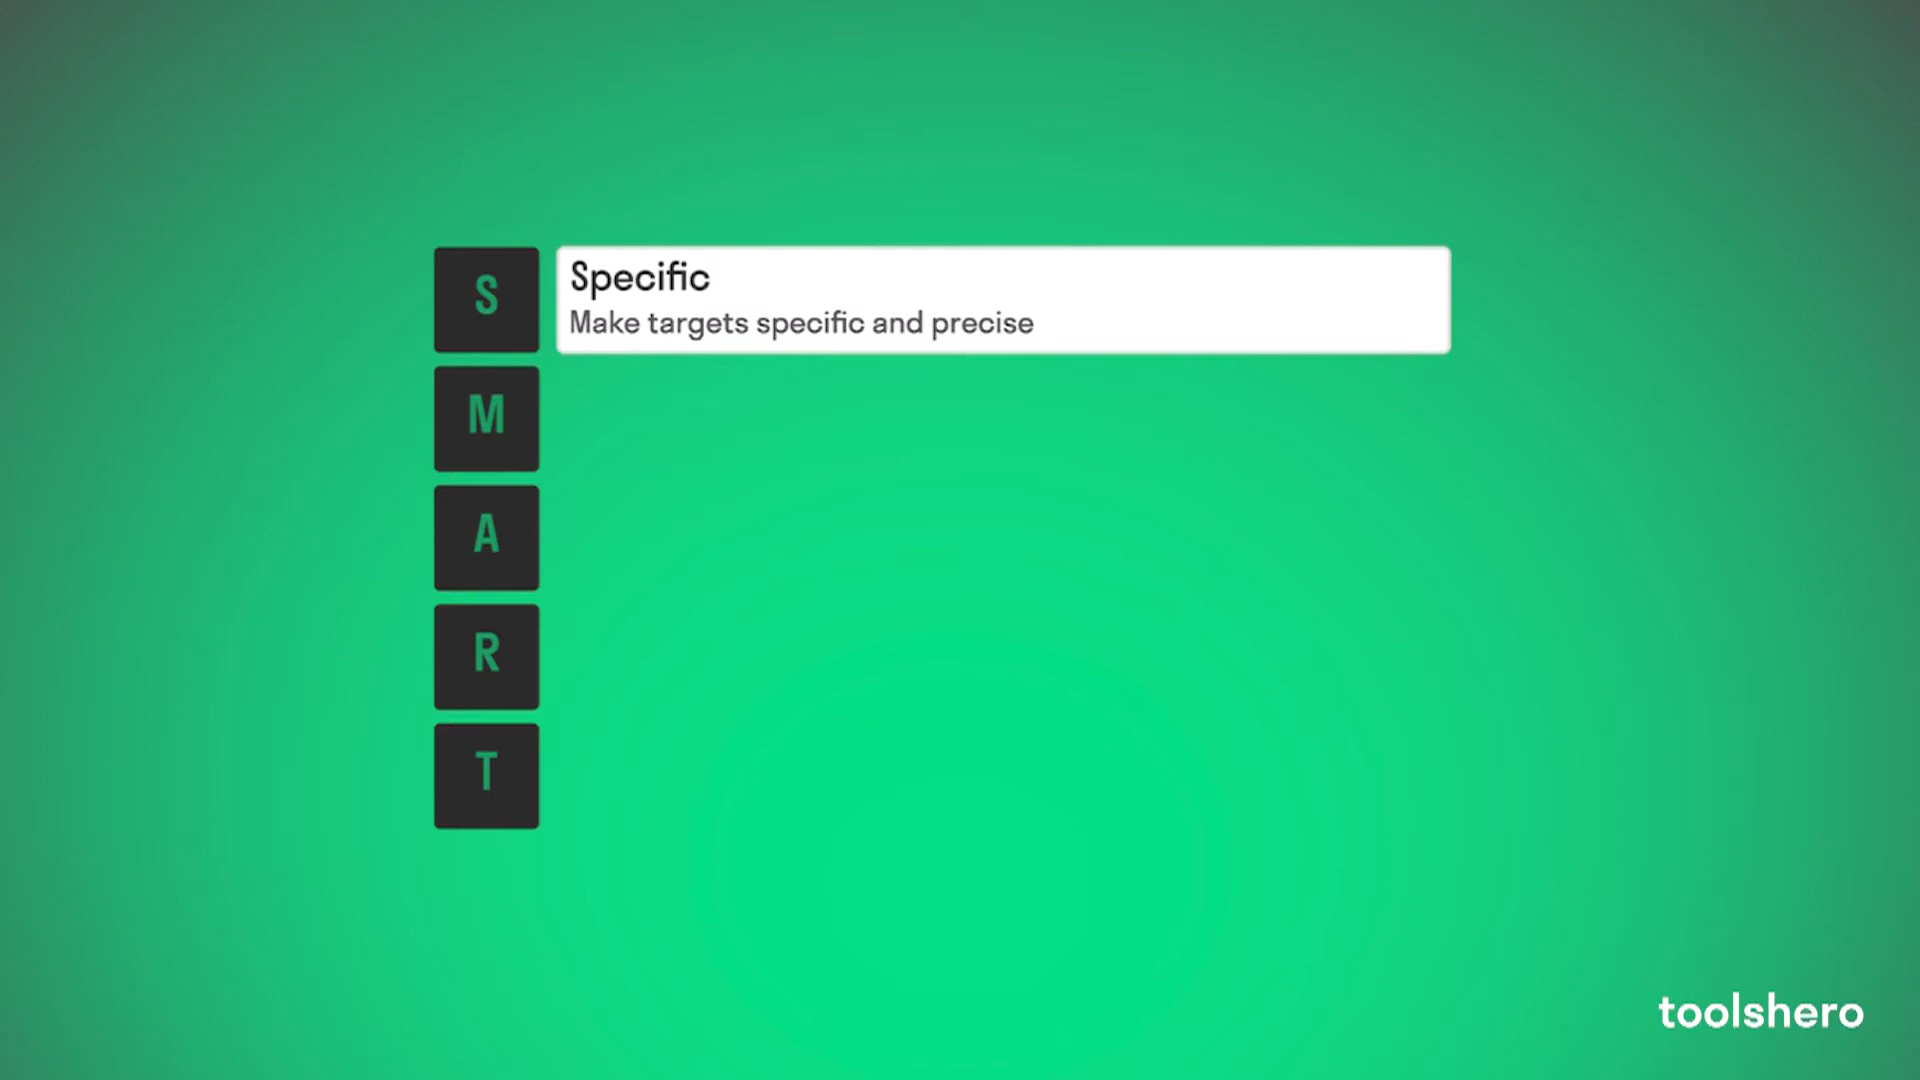 S
Specific
Make targets specific and precise
M
A
R
T
toolshero